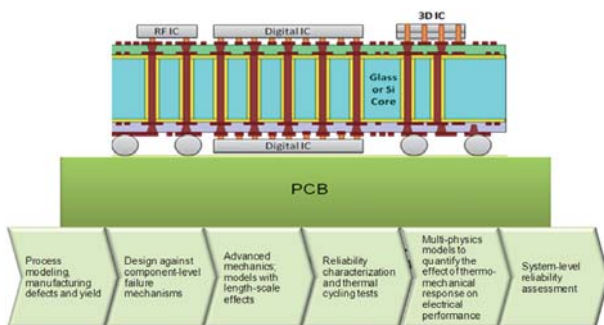 RF IC
Digital IC
3D IC
Glass
or Si
Core
Digital IC
PCB
Process
modeling,
manufacturing
defects and yield
Design against
component-level
failure
mechanisms
Advanced
mechanics;
models with
length-scale
effects
Reliability
characterization
and thermal
cycling tests
Multi-physics
models to
quantify the
effect of thermo-
mechanical
response on
electrical
performance
System-level
reliability
assessment